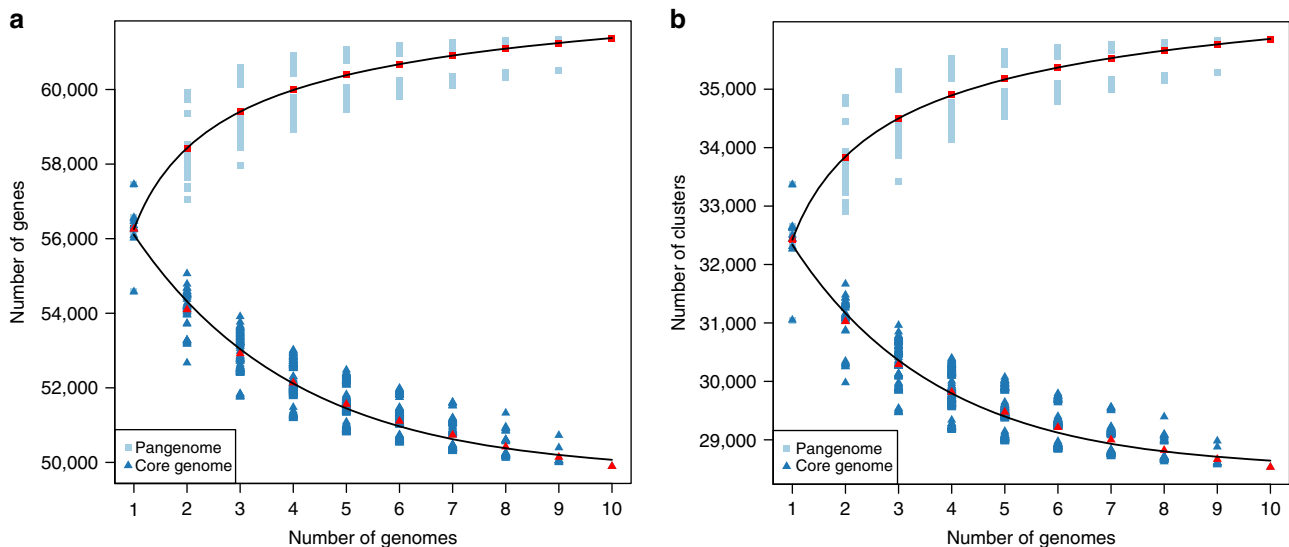 a
Number of genes
60,000
58,000
56,000
54,000
52,000
50,000
Pangenome
Core genome
1 2 3 4 5 6 7 8 9 10
Number of genomes
b
Number of clusters
35,000
34,000
33,000
32,000
31,000
30,000
29,000
Pangenome
Core genome
1 2 3 4 5 6 7 8 9 10
Number of genomes